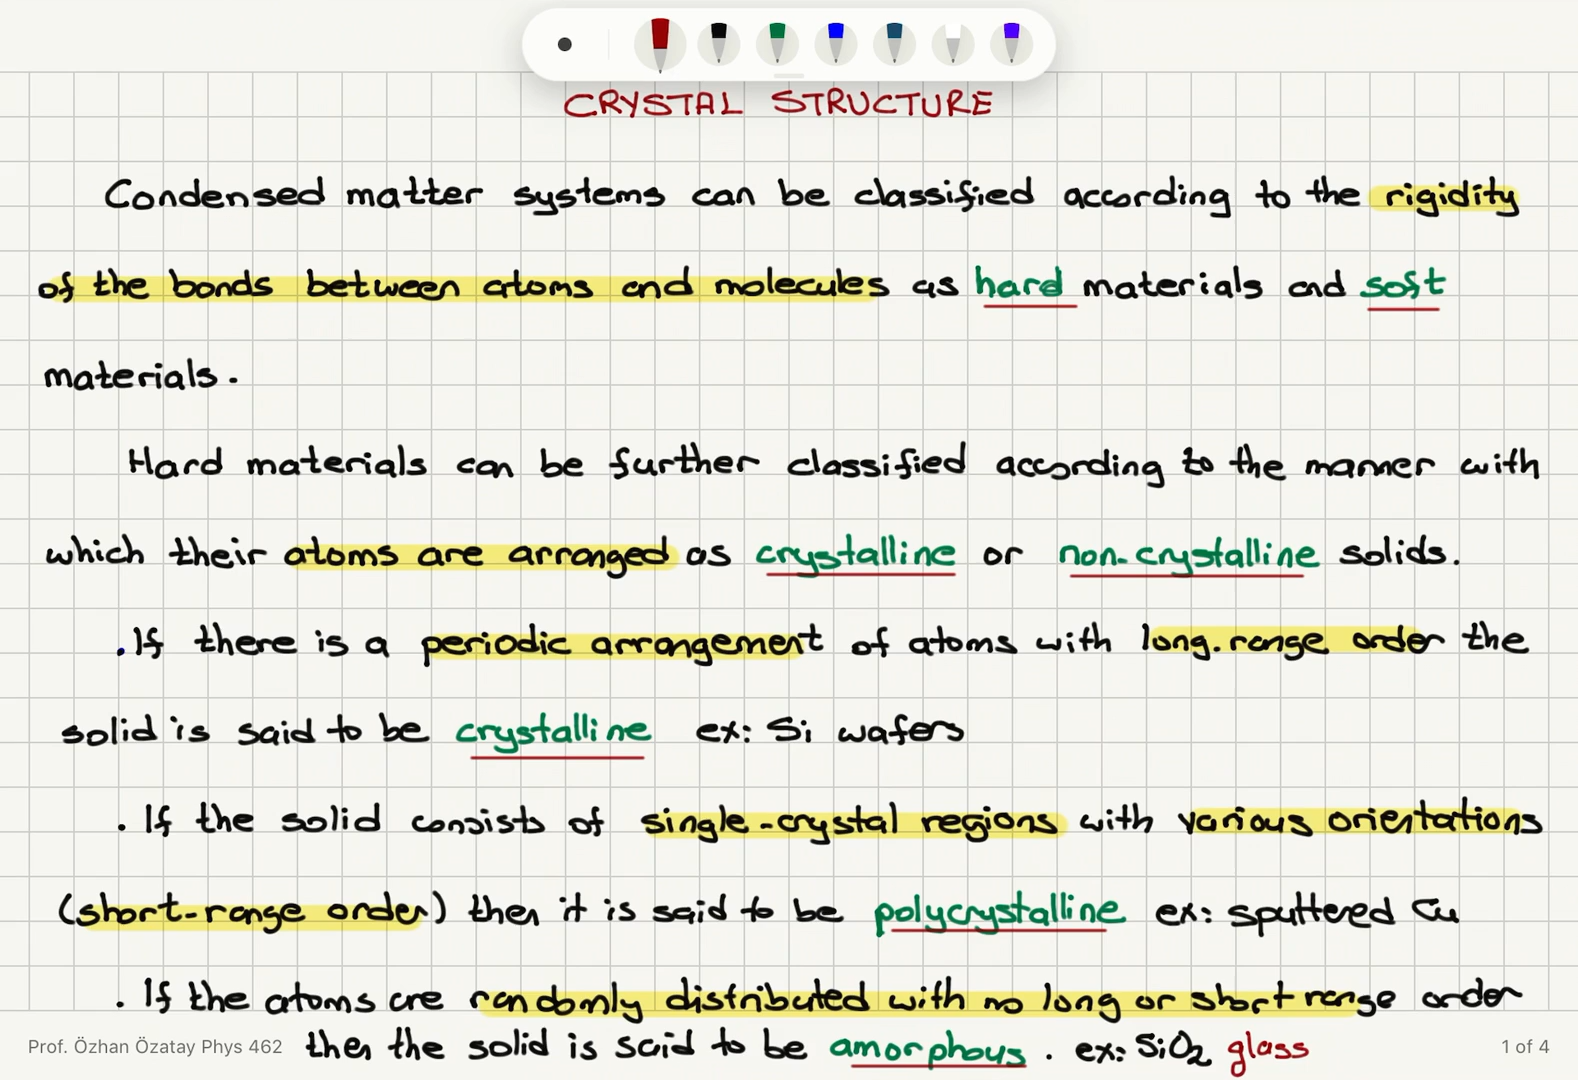 CRYSTAL STRUCTURE
Condensed matter systems can be classified according to the rigidity
of the bonds between atoms and molecules as hard materials and soft
materials.
Hard materials can be further classified according to the manner with
which their atoms are arranged as crystalline or non-crystalline solids.
. If there is a periodic arrangement of atoms with long-range order the
solid is said to be crystalline ex: Si wafers
. If the solid consists of single-crystal regions with various orientations
(short-range order) then it is said to be polycrystalline ex: sputtered Cu
. If the atoms are randomly distributed with no long or short range order
then the solid is said to be amorphous . ex: SiO2 glass
Prof. Özhan Özatay Phys 462
1 of 4